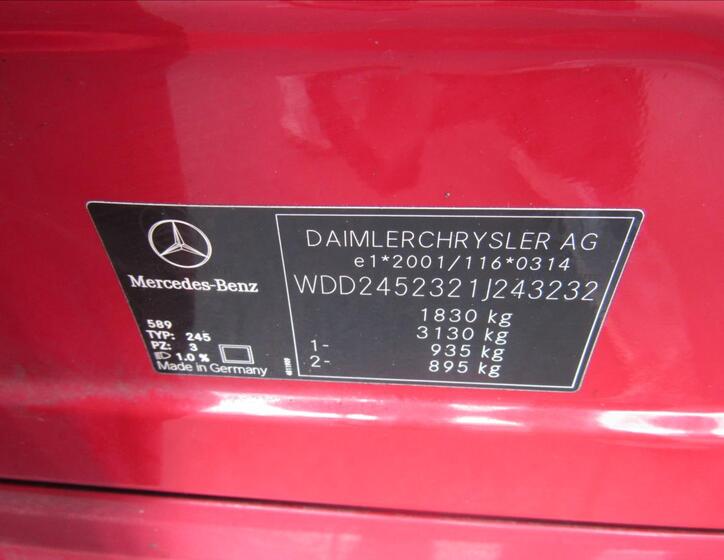 Mercedes-Benz
589
TYP: 245
PZ: 3
1.0 %
Made in Germany
DAIMLERCHRYSLER AG
e1*2001/116*0314
WDD2452321J243232
1830 kg
3130 kg
1- 935 kg
2- 895 kg